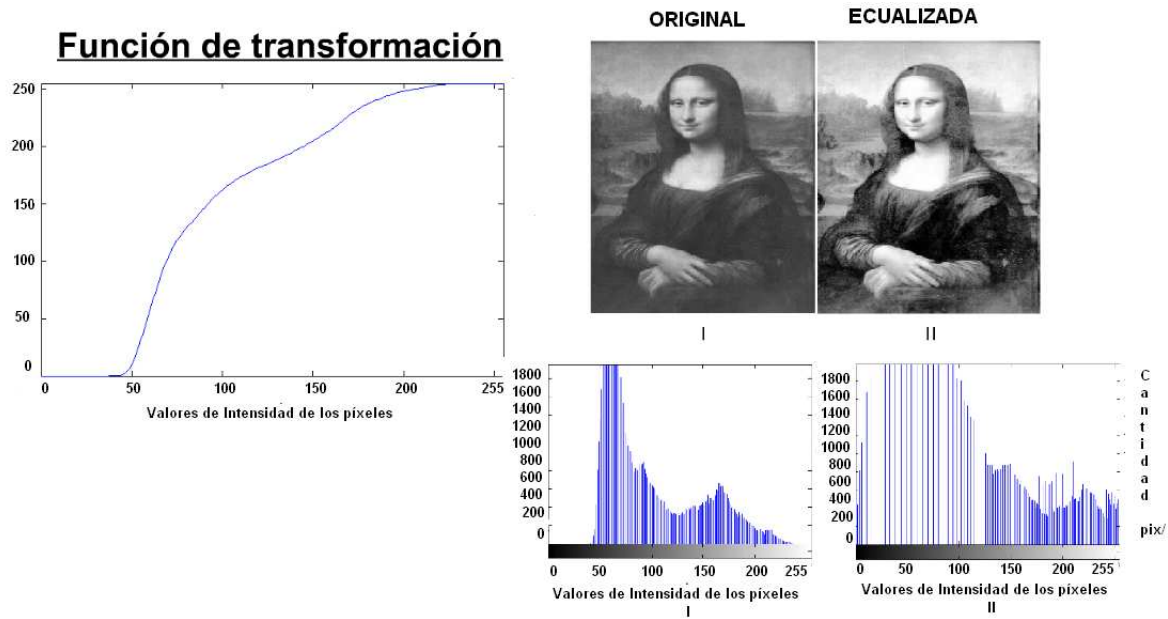 Función de transformación
250
200
150
100
50
0
0 50 100 150 200 255
Valores de Intensidad de los píxeles
ORIGINAL ECUALIZADA
I II
1800
1600
1400
1200
1000
800
600
400
200
0
0 50 100 150 200 255
Valores de Intensidad de los píxeles
I
1800
1600
1400
1200
1000
800
600
400
200
0
0 50 100 150 200 255
Valores de Intensidad de los píxeles
II
Cantidad
pix/